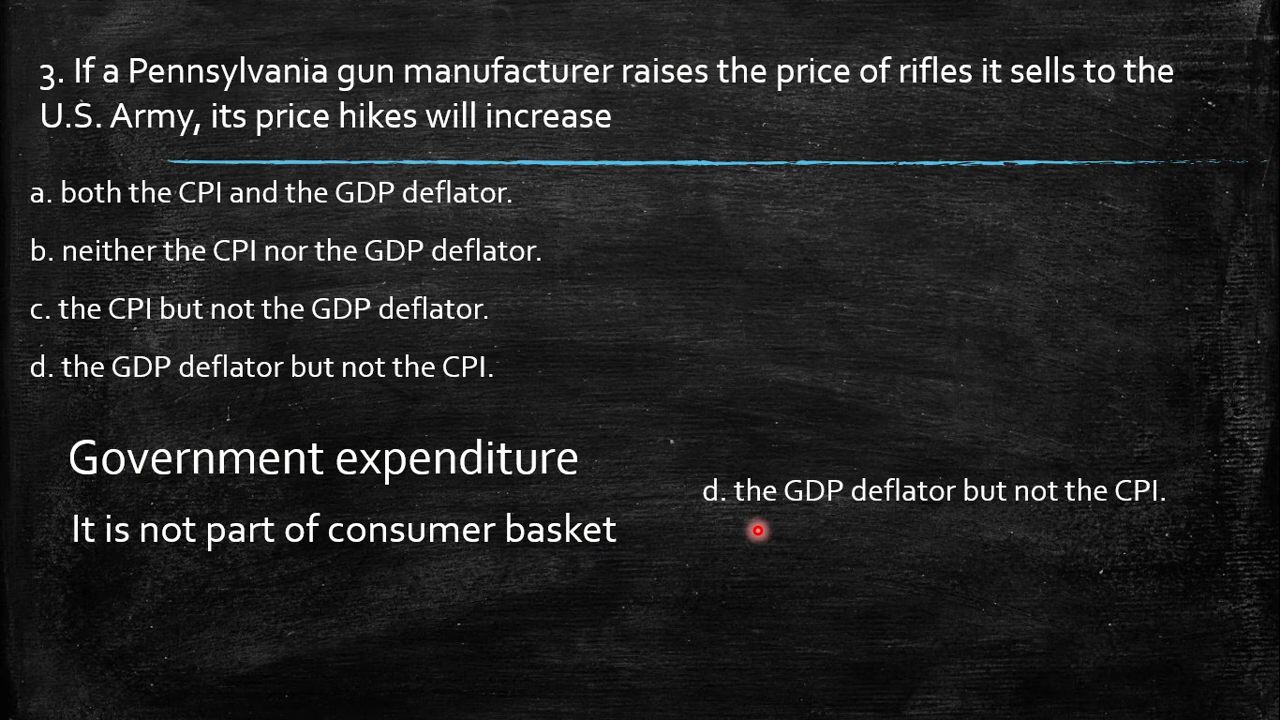 3. If a Pennsylvania gun manufacturer raises the price of rifles it sells to the
U.S. Army, its price hikes will increase
a. both the CPI and the GDP deflator.
b. neither the CPI nor the GDP deflator.
c. the CPI but not the GDP deflator.
d. the GDP deflator but not the CPI.
Government expenditure
It is not part of consumer basket
d. the GDP deflator but not the CPI.